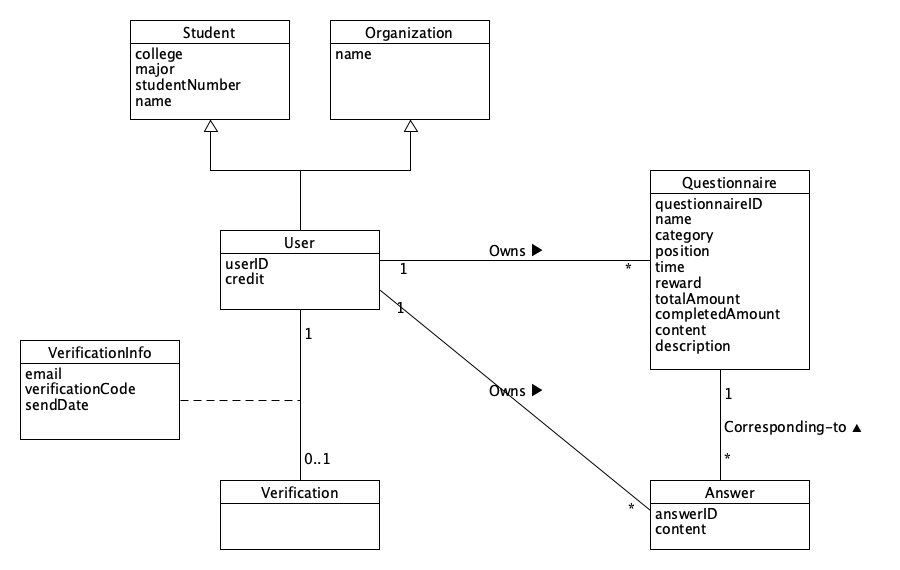 Student
college
major
studentNumber
name
Organization
name
User
userID
credit
Owns ▶
1
*
Questionnaire
questionnaireID
name
category
position
time
reward
totalAmount
completedAmount
content
description
1
1
VerificationInfo
email
verificationCode
sendDate
Owns ▶
1
Corresponding-to ▲
*
0..1
Verification
*
Answer
answerID
content